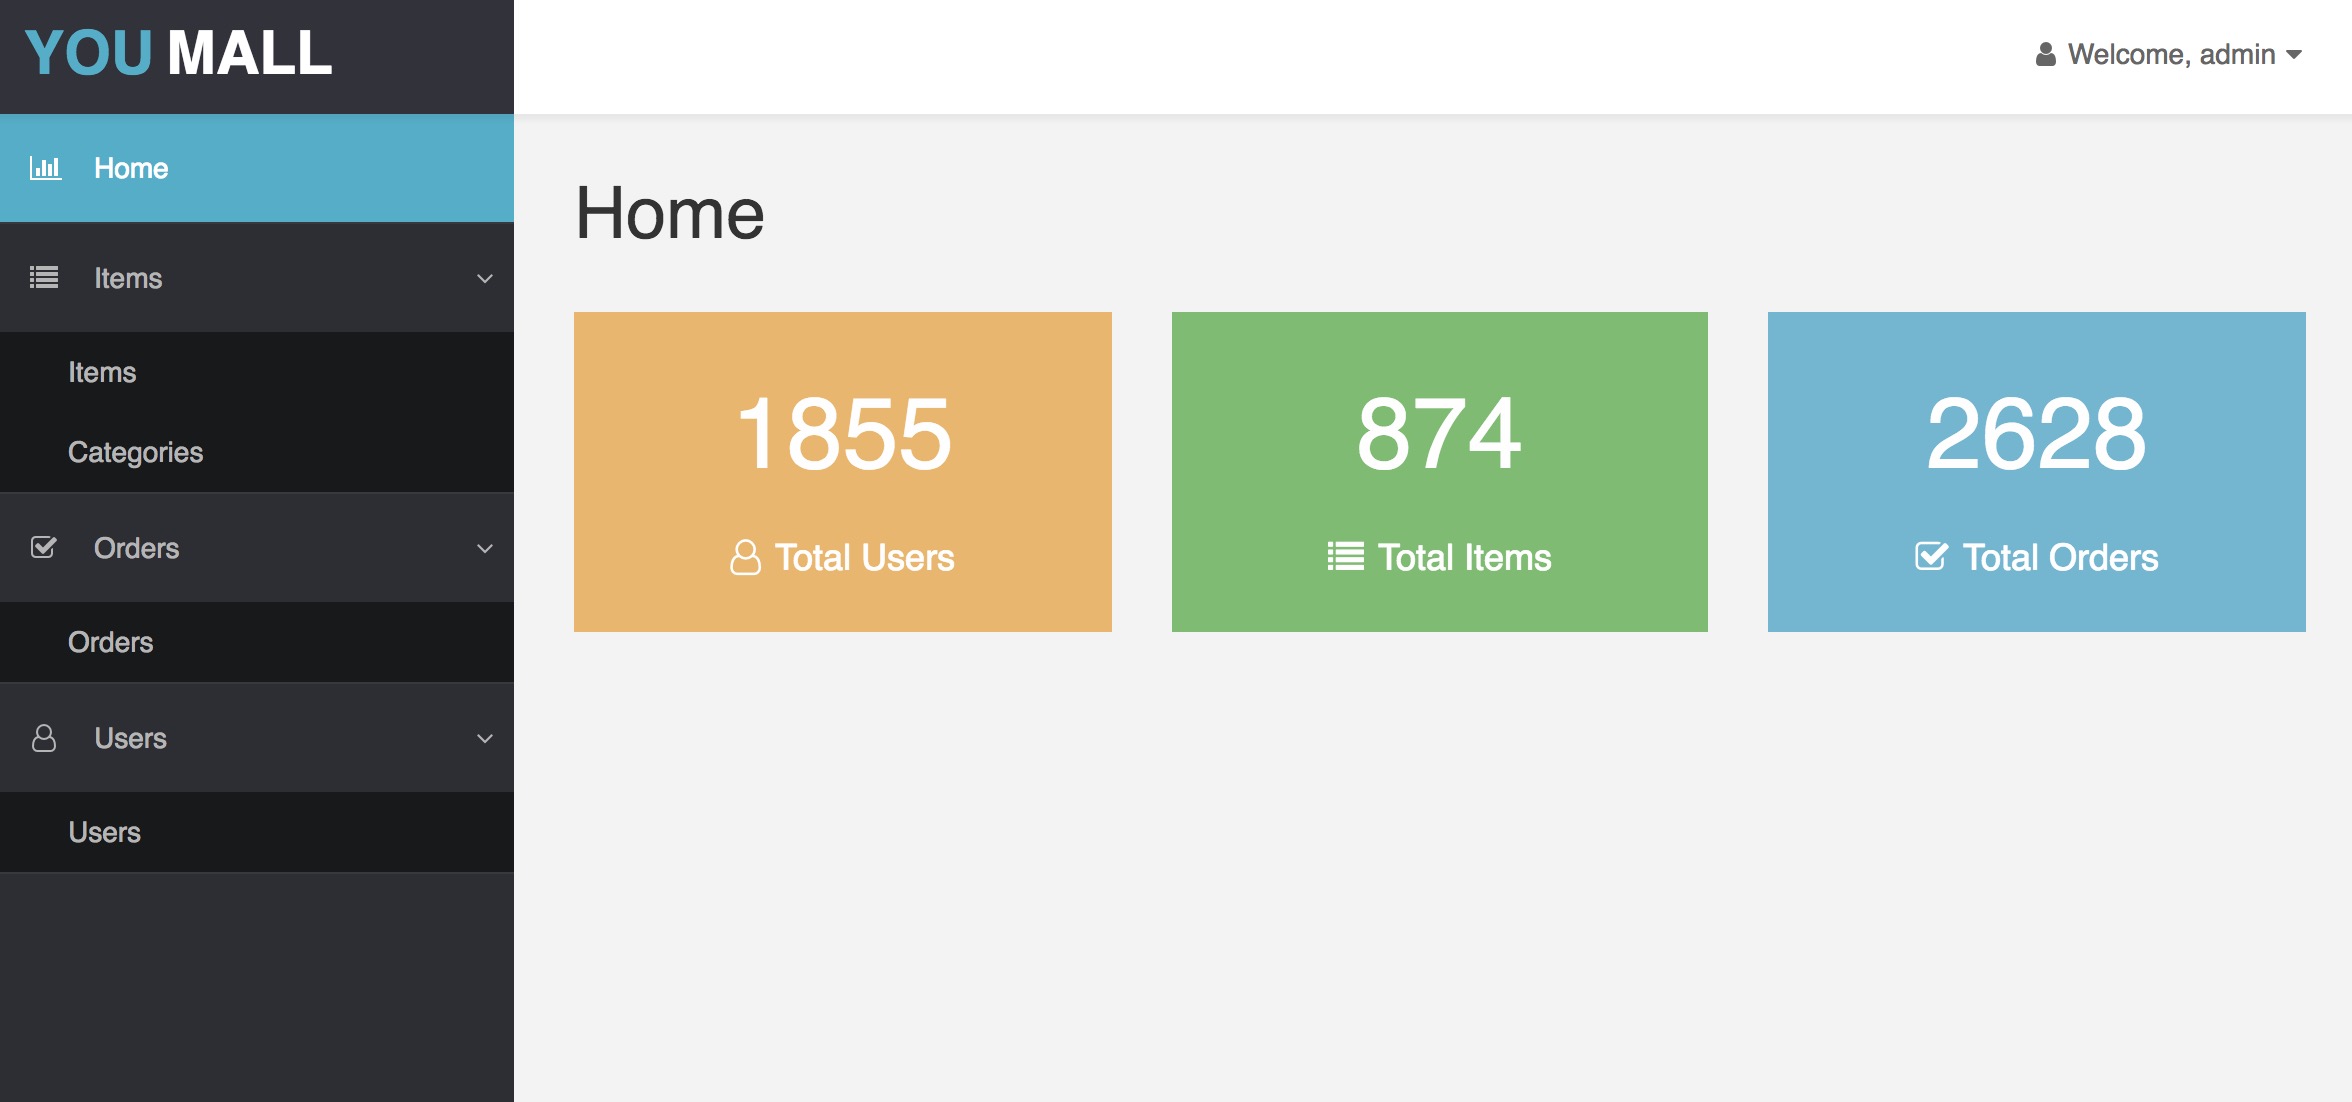 YOU MALL
Welcome, admin
Home
Items
Items
Categories
Orders
Orders
Users
Users
Home
1855
Total Users
874
Total Items
2628
Total Orders